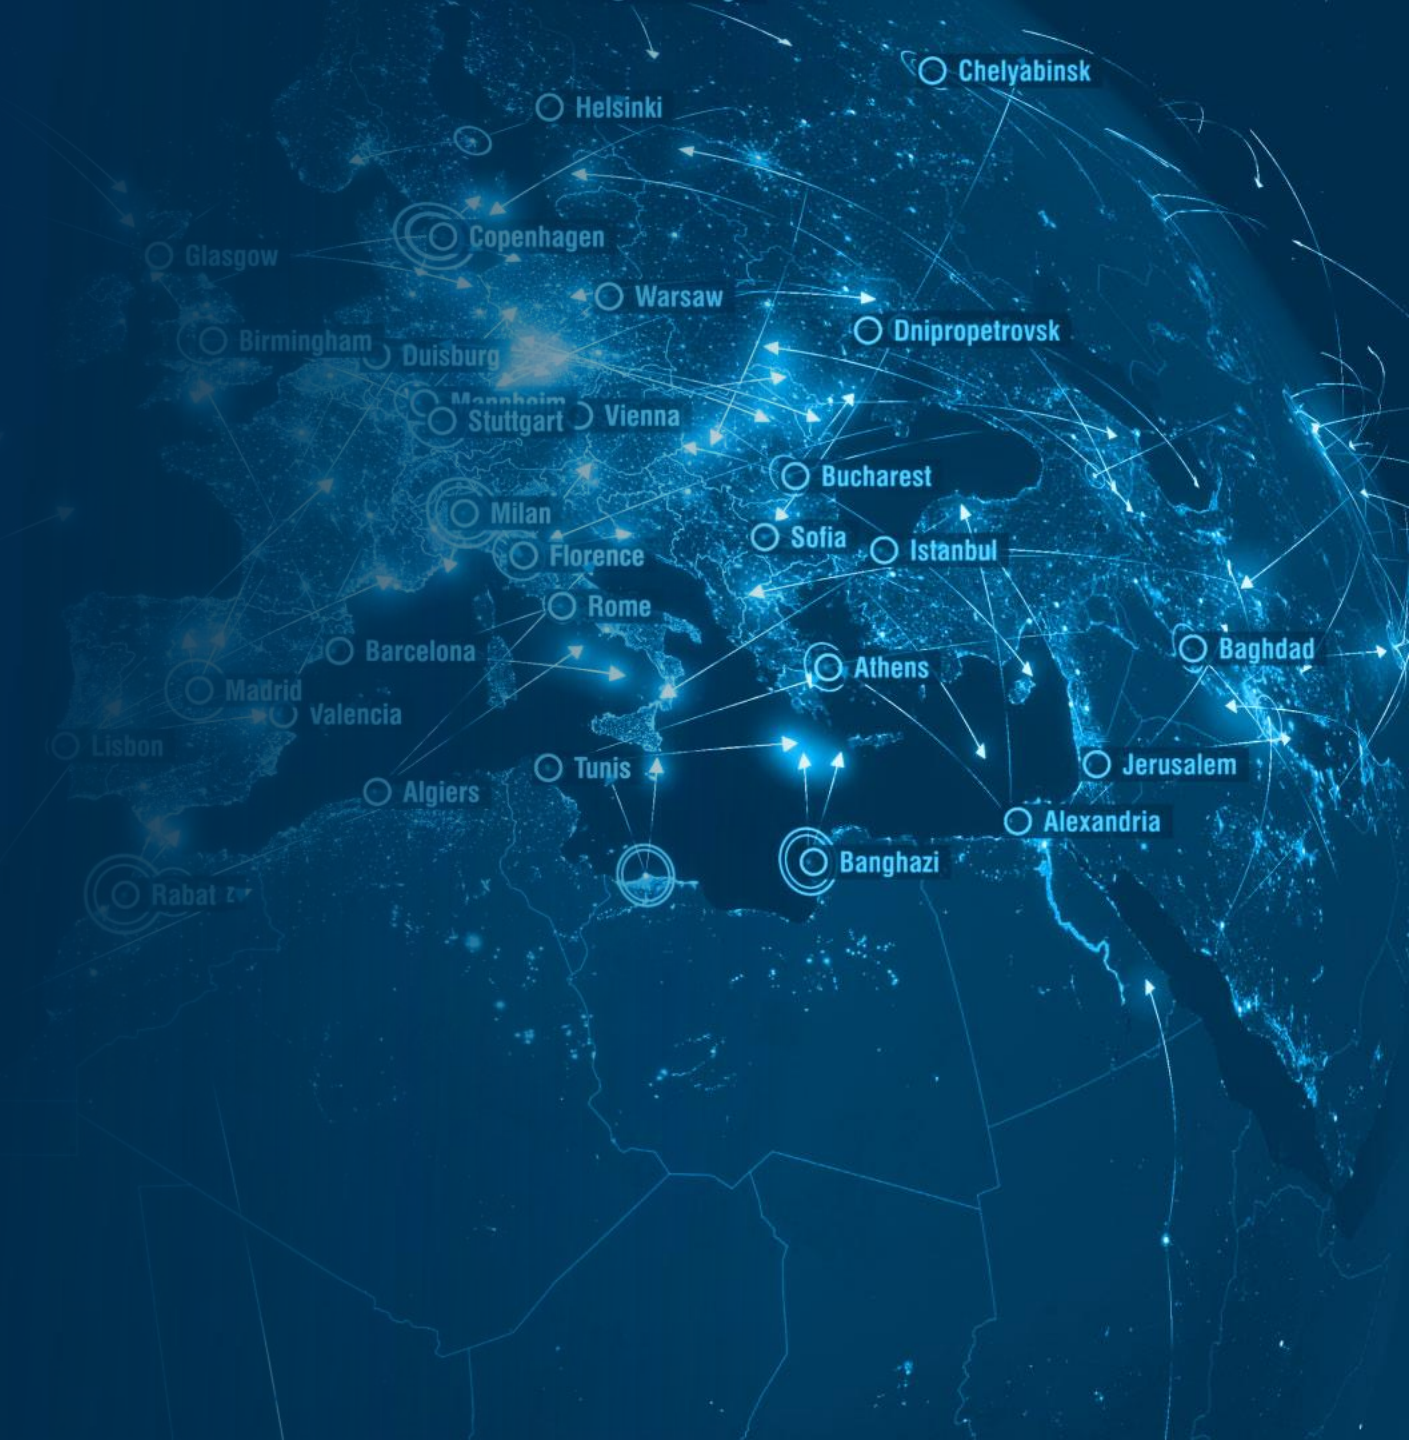 Chelyabinsk
Helsinki
Copenhagen
Glasgow
Warsaw
Dnipropetrovsk
Birmingham
Duisburg
Mannheim
Stuttgart
Vienna
Bucharest
Milan
Sofia
Istanbul
Florence
Rome
Baghdad
Barcelona
Athens
Madrid
Valencia
Lisbon
Tunis
Jerusalem
Algiers
Alexandria
Banghazi
Rabat